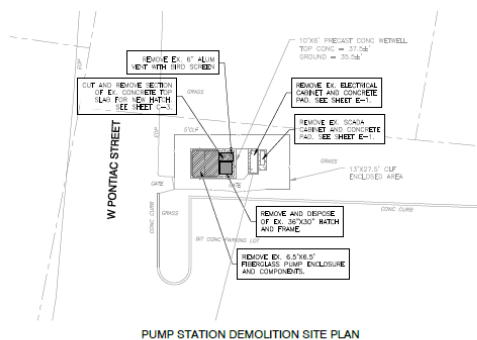 REMOVE EX. 6" ALUM
VENT WITH BIRD SCREEN
10'X6' PRECAST CONC WETWELL
TOP CONC = 37.5±'
GROUND = 35.5±'
CUT AND REMOVE SECTION
OF EX. CONCRETE TOP
SLAB FOR NEW HATCH.
SEE SHEET C-3.
REMOVE EX. ELECTRICAL
CABINET AND CONCRETE
PAD. SEE SHEET E-1.
REMOVE EX. SCADA
CABINET AND CONCRETE
PAD. SEE SHEET E-1.
EOP
GRASS
EOP
5'CLF
W PONTIAC STREET
GRASS
13'X27.5' CLF
ENCLOSED AREA
GATE
GATE
CONC CURB
GRASS
CONC CURB
REMOVE AND DISPOSE
OF EX. 36"X30" HATCH
AND FRAME.
BIT CONC PARKING LOT
REMOVE EX. 6.5'X6.5'
FIBERGLASS PUMP ENCLOSURE
AND COMPONENTS.
PUMP STATION DEMOLITION SITE PLAN